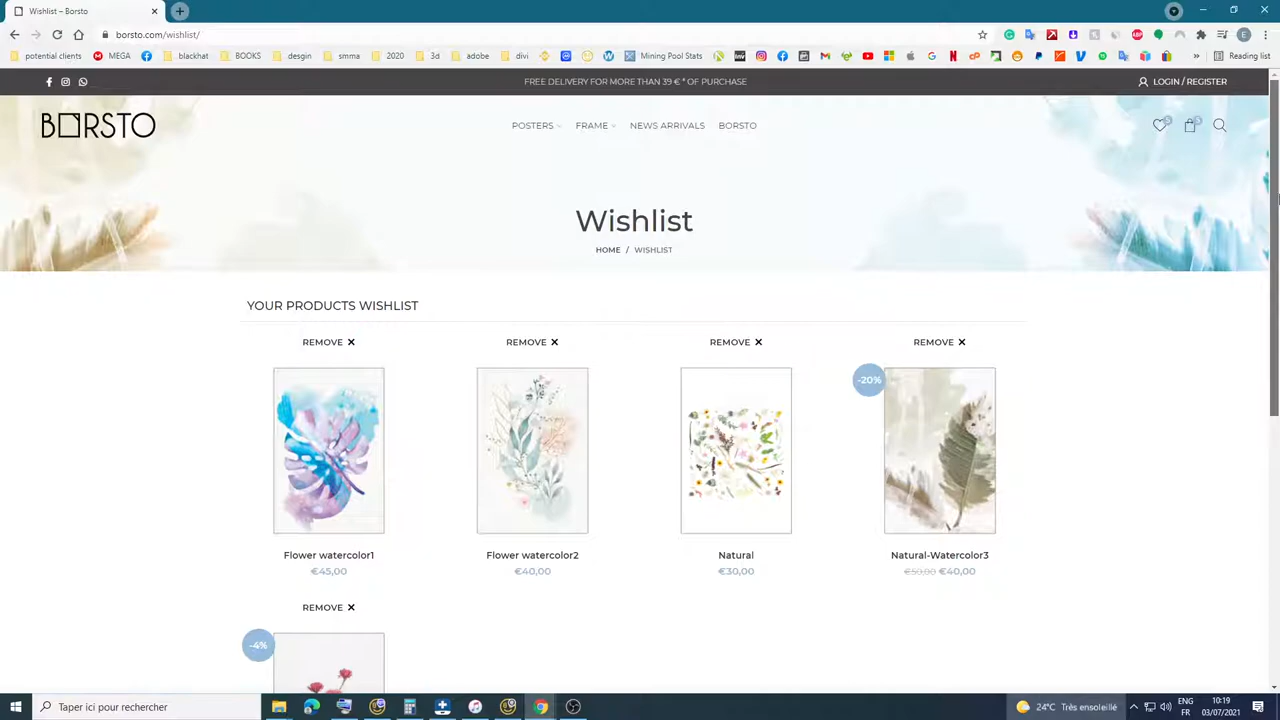 Wishlist – Borsto
borsto.com/wishlist/
potential clients MEGA blackhat BOOKS desgin smma 2020 3d adobe divi Mining Pool Stats Reading list
FREE DELIVERY FOR MORE THAN 39 € * OF PURCHASE LOGIN / REGISTER
BORSTO POSTERS FRAME NEWS ARRIVALS BORSTO 5 5
Wishlist
HOME / WISHLIST
YOUR PRODUCTS WISHLIST
REMOVE REMOVE REMOVE REMOVE
-20%
Flower watercolor1 Flower watercolor2 Natural Natural-Watercolor3
€45,00 €40,00 €30,00 €50,00 €40,00
REMOVE
-4%
Taper ici pour rechercher 24°C Très ensoleillé ENG FR 10:19 03/07/2021